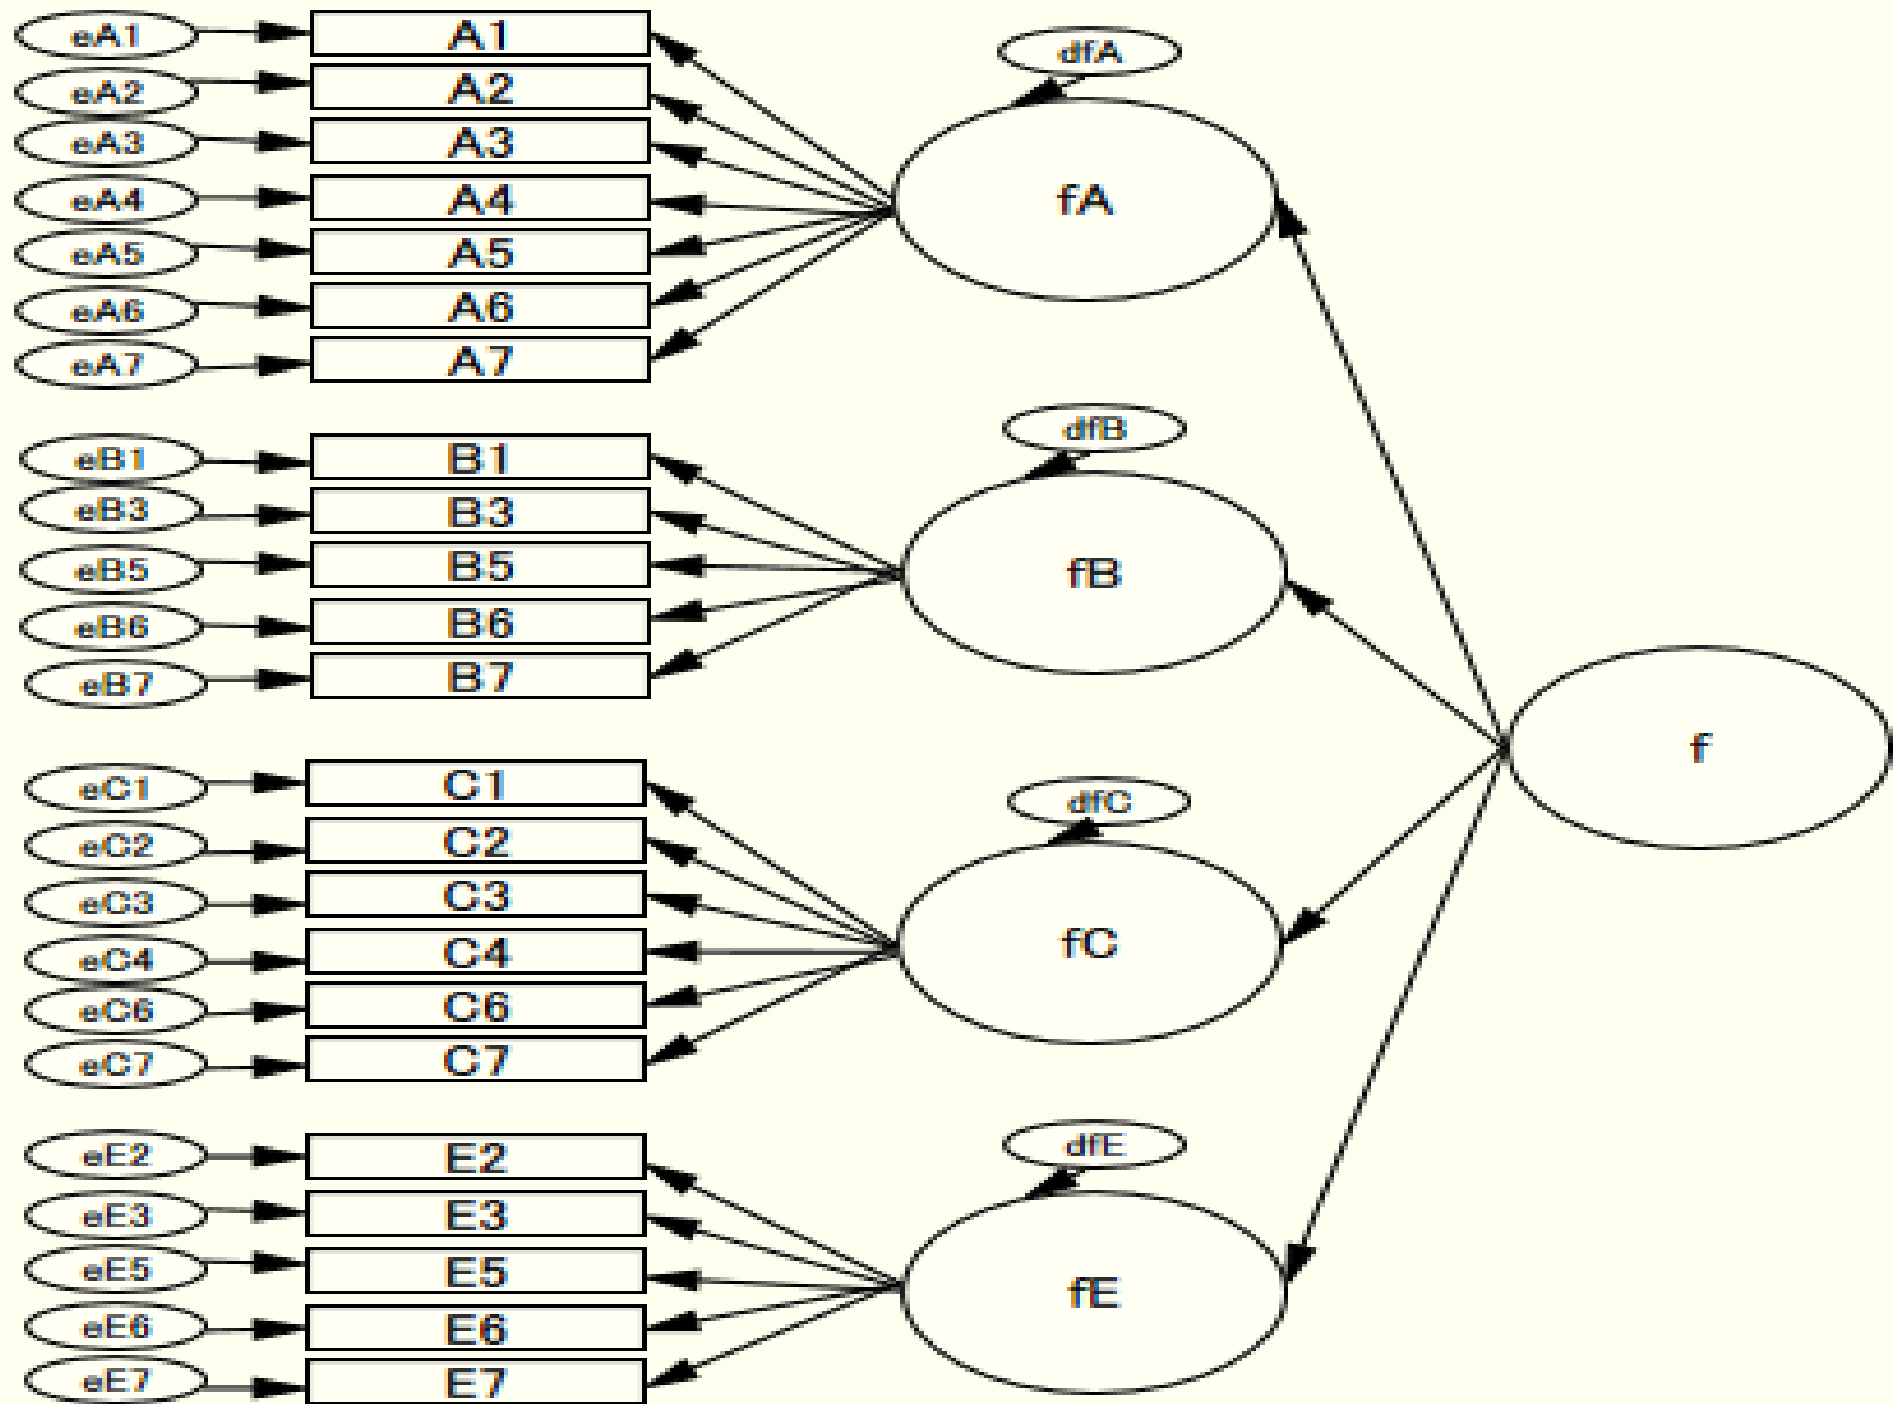 eA1 A1 dfA
eA2 A2
eA3 A3
eA4 A4 fA
eA5 A5
eA6 A6
eA7 A7
eB1 B1 dfB
eB3 B3
eB5 B5 fB
eB6 B6
eB7 B7
f
eC1 C1 dfC
eC2 C2
eC3 C3
eC4 C4 fC
eC6 C6
eC7 C7
eE2 E2 dfE
eE3 E3
eE5 E5 fE
eE6 E6
eE7 E7